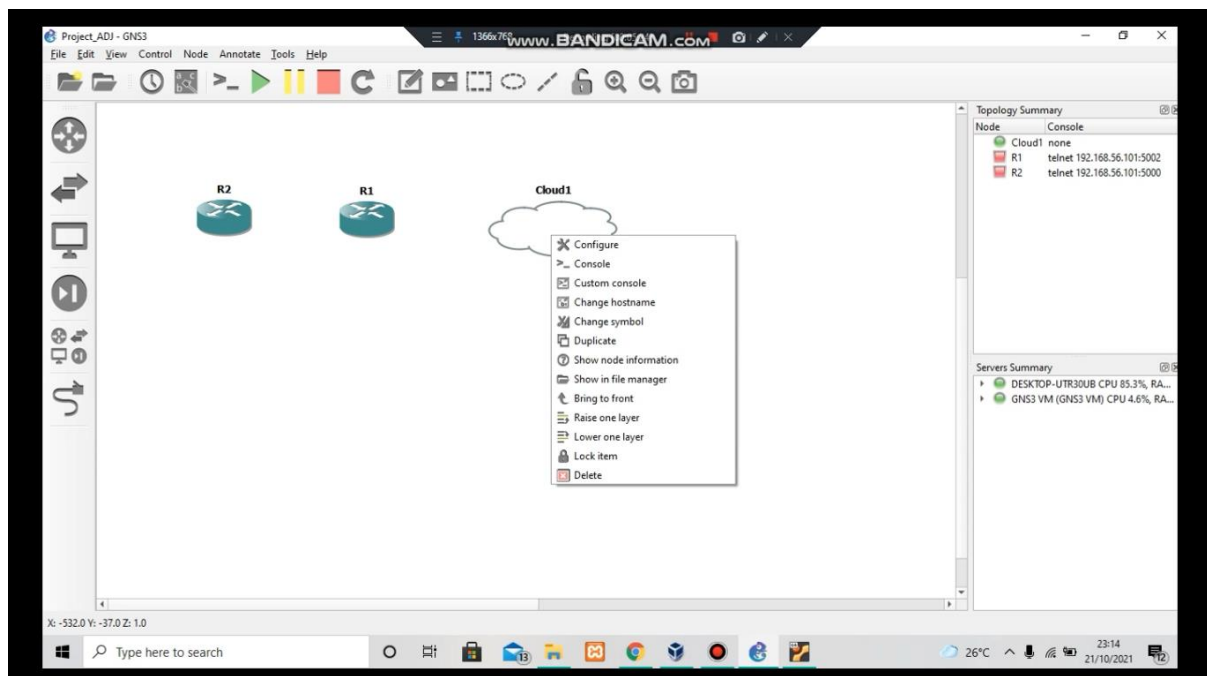 Project_ADJ - GNS3
1366x768
www.BANDICAM.com
File Edit View Control Node Annotate Tools Help
Topology Summary
Node Console
Cloud1 none
R1 telnet 192.168.56.101:5002
R2 telnet 192.168.56.101:5000
R2
R1
Cloud1
Configure
Console
Custom console
Change hostname
Change symbol
Duplicate
Show node information
Show in file manager
Bring to front
Raise one layer
Lower one layer
Lock item
Delete
Servers Summary
DESKTOP-UTR30UB CPU 85.3%, RA...
GNS3 VM (GNS3 VM) CPU 4.6%, RA...
X: -532.0 Y: -37.0 Z: 1.0
Type here to search
13
26°C
23:14
21/10/2021
12